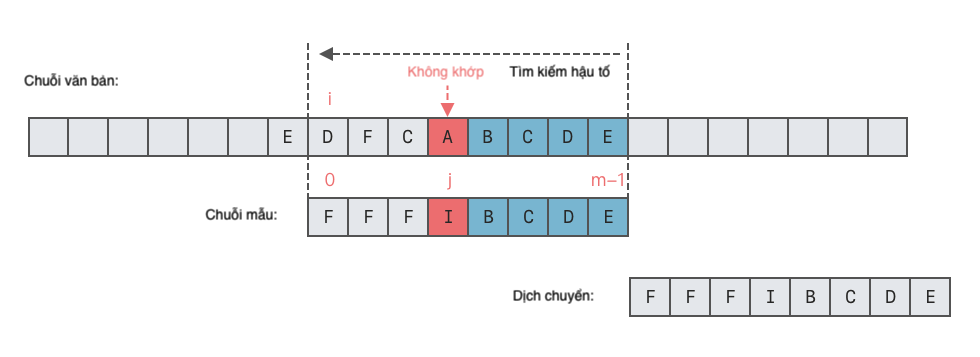 Không khớp Tìm kiếm hậu tố
Chuỗi văn bản:
i
E D F C A B C D E
0 j m–1
Chuỗi mẫu:
F F F I B C D E
Dịch chuyển:
F F F I B C D E